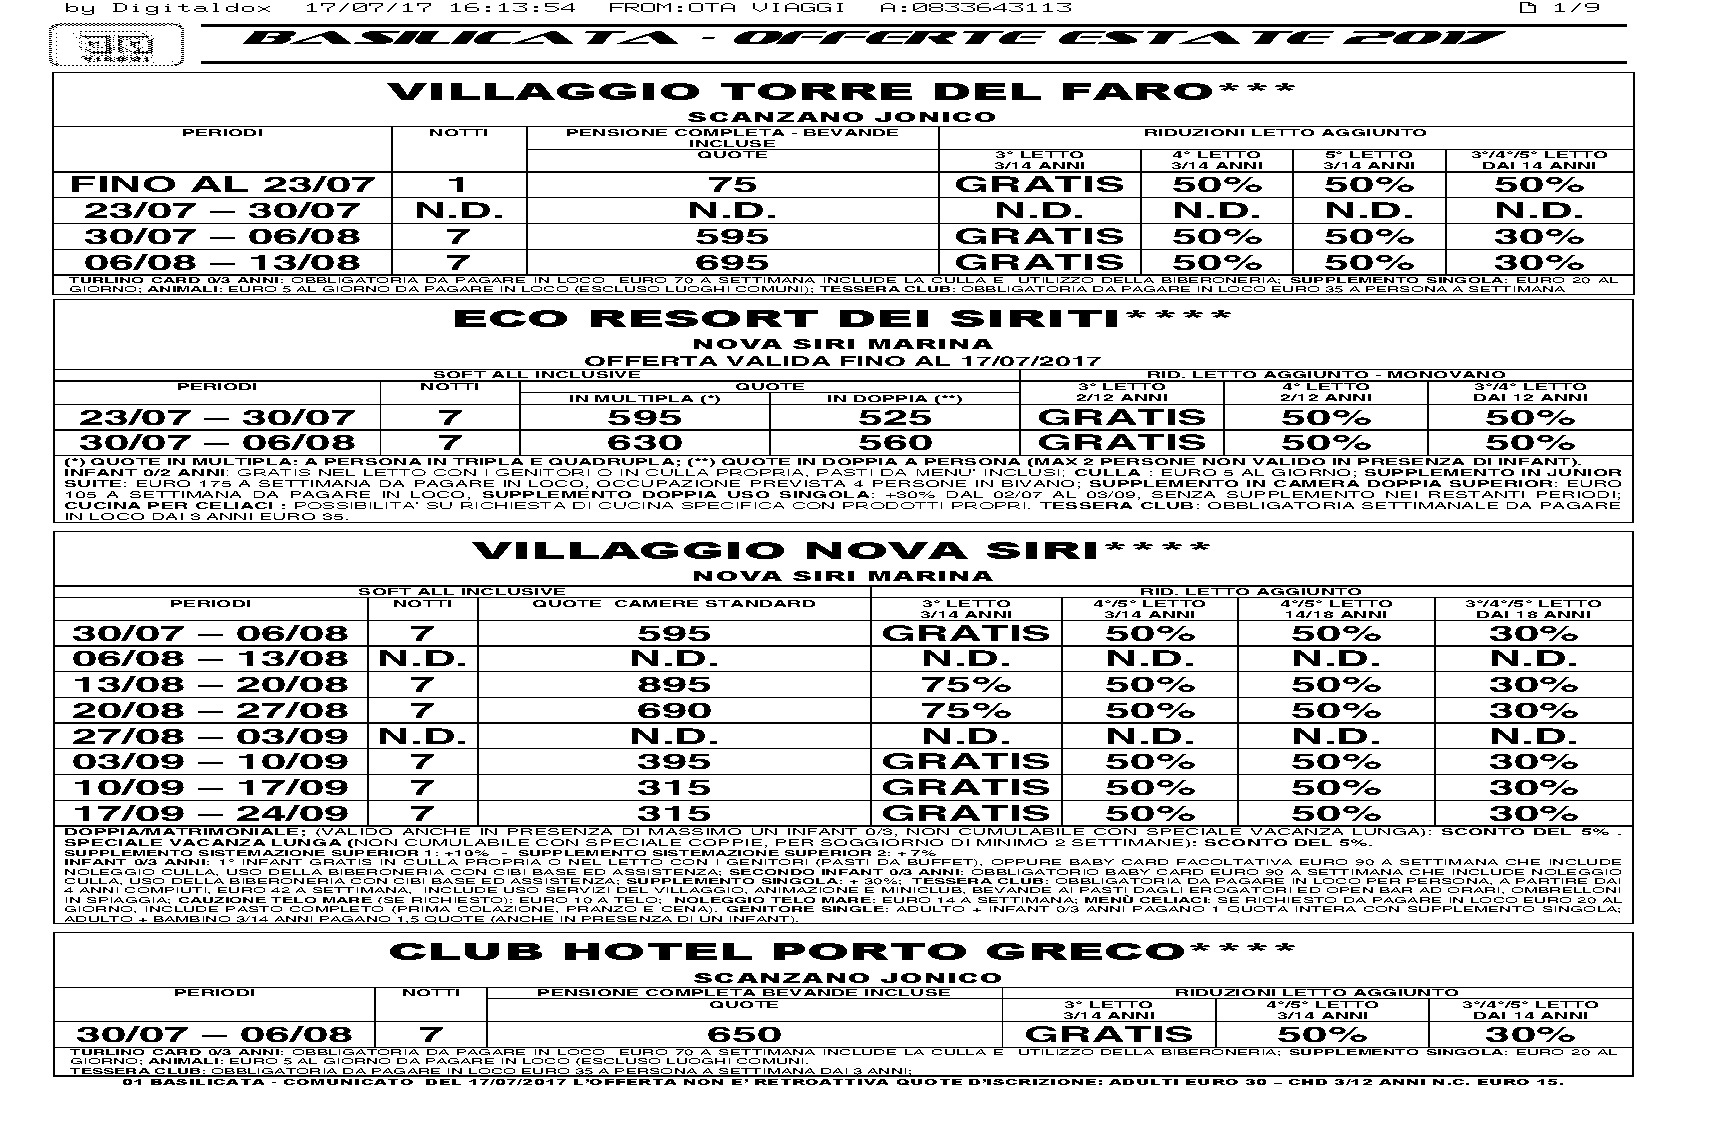 by Digitaldox 17/07/17 16:13:54 FROM:OTA VIAGGI A:0833643113 1/9
BASILICATA - OFFERTE ESTATE 2017
VILLAGGIO TORRE DEL FARO***
SCANZANO JONICO
PERIODI NOTTI PENSIONE COMPLETA - BEVANDE INCLUSE RIDUZIONI LETTO AGGIUNTO
QUOTE 3° LETTO 3/14 ANNI 4° LETTO 3/14 ANNI 5° LETTO 3/14 ANNI 3°/4°/5° LETTO DAI 14 ANNI
FINO AL 23/07 1 75 GRATIS 50% 50% 50%
23/07 – 30/07 N.D. N.D. N.D. N.D. N.D. N.D.
30/07 – 06/08 7 595 GRATIS 50% 50% 30%
06/08 – 13/08 7 695 GRATIS 50% 50% 30%
TURLINO CARD 0/3 ANNI: OBBLIGATORIA DA PAGARE IN LOCO EURO 70 A SETTIMANA INCLUDE LA CULLA E UTILIZZO DELLA BIBERONERIA; SUPPLEMENTO SINGOLA: EURO 20 AL
GIORNO; ANIMALI: EURO 5 AL GIORNO DA PAGARE IN LOCO (ESCLUSO LUOGHI COMUNI); TESSERA CLUB: OBBLIGATORIA DA PAGARE IN LOCO EURO 35 A PERSONA A SETTIMANA
ECO RESORT DEI SIRITI****
NOVA SIRI MARINA
OFFERTA VALIDA FINO AL 17/07/2017
SOFT ALL INCLUSIVE RID. LETTO AGGIUNTO - MONOVANO
PERIODI NOTTI QUOTE 3° LETTO 2/12 ANNI 4° LETTO 2/12 ANNI 3°/4° LETTO DAI 12 ANNI
IN MULTIPLA (*) IN DOPPIA (**)
23/07 – 30/07 7 595 525 GRATIS 50% 50%
30/07 – 06/08 7 630 560 GRATIS 50% 50%
(*) QUOTE IN MULTIPLA: A PERSONA IN TRIPLA E QUADRUPLA; (**) QUOTE IN DOPPIA A PERSONA (MAX 2 PERSONE NON VALIDO IN PRESENZA DI INFANT).
INFANT 0/2 ANNI: GRATIS NEL LETTO CON I GENITORI O IN CULLA PROPRIA, PASTI DA MENU' INCLUSI; CULLA : EURO 5 AL GIORNO; SUPPLEMENTO IN JUNIOR
SUITE: EURO 175 A SETTIMANA DA PAGARE IN LOCO, OCCUPAZIONE PREVISTA 4 PERSONE IN BIVANO; SUPPLEMENTO IN CAMERA DOPPIA SUPERIOR: EURO
105 A SETTIMANA DA PAGARE IN LOCO, SUPPLEMENTO DOPPIA USO SINGOLA: +30% DAL 02/07 AL 03/09, SENZA SUPPLEMENTO NEI RESTANTI PERIODI;
CUCINA PER CELIACI : POSSIBILITA' SU RICHIESTA DI CUCINA SPECIFICA CON PRODOTTI PROPRI. TESSERA CLUB: OBBLIGATORIA SETTIMANALE DA PAGARE
IN LOCO DAI 3 ANNI EURO 35.
VILLAGGIO NOVA SIRI****
NOVA SIRI MARINA
SOFT ALL INCLUSIVE RID. LETTO AGGIUNTO
PERIODI NOTTI QUOTE CAMERE STANDARD 3° LETTO 3/14 ANNI 4°/5° LETTO 3/14 ANNI 4°/5° LETTO 14/18 ANNI 3°/4°/5° LETTO DAI 18 ANNI
30/07 – 06/08 7 595 GRATIS 50% 50% 30%
06/08 – 13/08 N.D. N.D. N.D. N.D. N.D. N.D.
13/08 – 20/08 7 895 75% 50% 50% 30%
20/08 – 27/08 7 690 75% 50% 50% 30%
27/08 – 03/09 N.D. N.D. N.D. N.D. N.D. N.D.
03/09 – 10/09 7 395 GRATIS 50% 50% 30%
10/09 – 17/09 7 315 GRATIS 50% 50% 30%
17/09 – 24/09 7 315 GRATIS 50% 50% 30%
DOPPIA/MATRIMONIALE; (VALIDO ANCHE IN PRESENZA DI MASSIMO UN INFANT 0/3, NON CUMULABILE CON SPECIALE VACANZA LUNGA): SCONTO DEL 5% .
SPECIALE VACANZA LUNGA (NON CUMULABILE CON SPECIALE COPPIE, PER SOGGIORNO DI MINIMO 2 SETTIMANE): SCONTO DEL 5%.
SUPPLEMENTO SISTEMAZIONE SUPERIOR 1: +10% - SUPPLEMENTO SISTEMAZIONE SUPERIOR 2: +7%
INFANT 0/3 ANNI: 1° INFANT GRATIS IN CULLA PROPRIA O NEL LETTO CON I GENITORI (PASTI DA BUFFET), OPPURE BABY CARD FACOLTATIVA EURO 90 A SETTIMANA CHE INCLUDE
NOLEGGIO CULLA, USO DELLA BIBERONERIA CON CIBI BASE ED ASSISTENZA; SECONDO INFANT 0/3 ANNI: OBBLIGATORIO BABY CARD EURO 90 A SETTIMANA CHE INCLUDE NOLEGGIO
CULLA, USO DELLA BIBERONERIA CON CIBI BASE ED ASSISTENZA; SUPPLEMENTO SINGOLA: + 30%; TESSERA CLUB: OBBLIGATORIA DA PAGARE IN LOCO PER PERSONA, A PARTIRE DAI
4 ANNI COMPIUTI, EURO 42 A SETTIMANA, INCLUDE USO SERVIZI DEL VILLAGGIO, ANIMAZIONE E MINICLUB, BEVANDE AI PASTI DAGLI EROGATORI ED OPEN BAR AD ORARI, OMBRELLONI
IN SPIAGGIA; CAUZIONE TELO MARE (SE RICHIESTO): EURO 10 A TELO; NOLEGGIO TELO MARE: EURO 14 A SETTIMANA; MENÙ CELIACI: SE RICHIESTO DA PAGARE IN LOCO EURO 20 AL
GIORNO, INCLUDE PASTO COMPLETO (PRIMA COLAZIONE, PRANZO E CENA). GENITORE SINGLE: ADULTO + INFANT 0/3 ANNI PAGANO 1 QUOTA INTERA CON SUPPLEMENTO SINGOLA;
ADULTO + BAMBINO 3/14 ANNI PAGANO 1,5 QUOTE (ANCHE IN PRESENZA DI UN INFANT).
CLUB HOTEL PORTO GRECO****
SCANZANO JONICO
PERIODI NOTTI PENSIONE COMPLETA BEVANDE INCLUSE RIDUZIONI LETTO AGGIUNTO
QUOTE 3° LETTO 3/14 ANNI 4°/5° LETTO 3/14 ANNI 3°/4°/5° LETTO DAI 14 ANNI
30/07 – 06/08 7 650 GRATIS 50% 30%
TURLINO CARD 0/3 ANNI: OBBLIGATORIA DA PAGARE IN LOCO EURO 70 A SETTIMANA INCLUDE LA CULLA E UTILIZZO DELLA BIBERONERIA; SUPPLEMENTO SINGOLA: EURO 20 AL
GIORNO; ANIMALI: EURO 5 AL GIORNO DA PAGARE IN LOCO (ESCLUSO LUOGHI COMUNI.
TESSERA CLUB: OBBLIGATORIA DA PAGARE IN LOCO EURO 35 A PERSONA A SETTIMANA DAI 3 ANNI;
01 BASILICATA - COMUNICATO DEL 17/07/2017 L'OFFERTA NON E' RETROATTIVA QUOTE D'ISCRIZIONE: ADULTI EURO 30 – CHD 3/12 ANNI N.C. EURO 15.